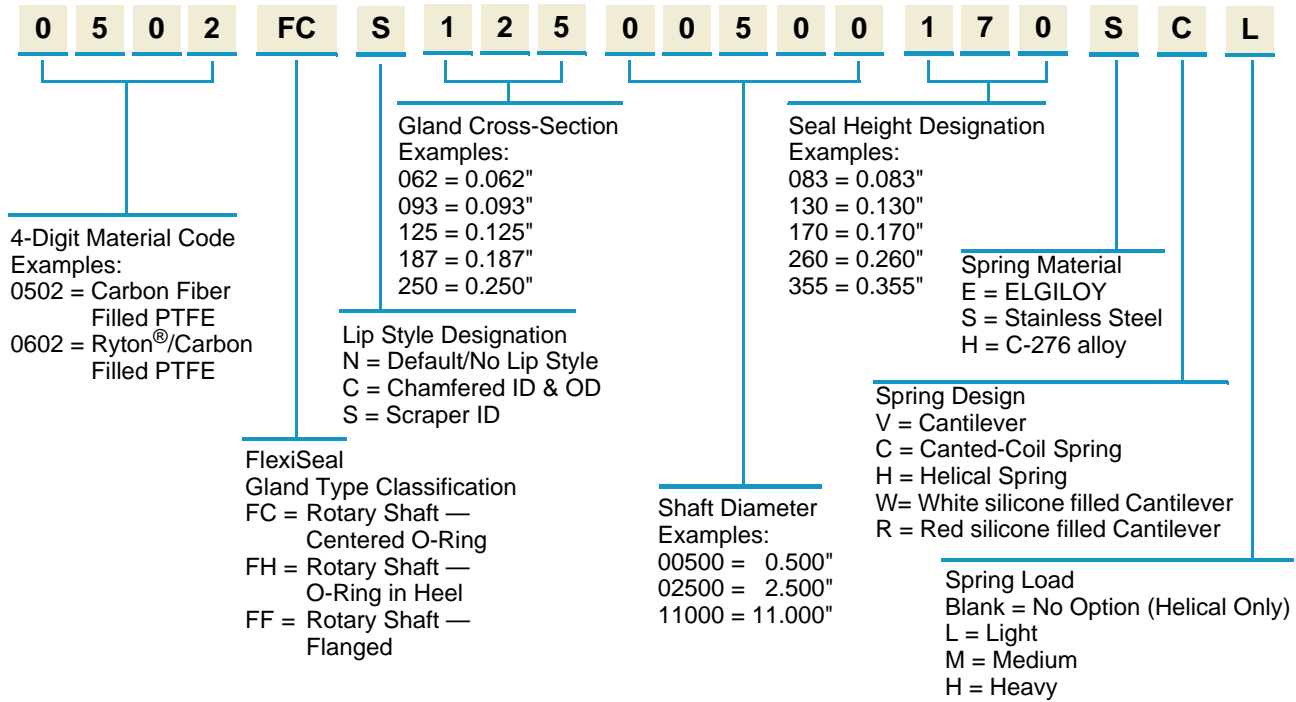 0 5 0 2 FC S 1 2 5 0 0 5 0 0 1 7 0 S C L
Gland Cross-Section
Examples:
062 = 0.062"
093 = 0.093"
125 = 0.125"
187 = 0.187"
250 = 0.250"
Seal Height Designation
Examples:
083 = 0.083"
130 = 0.130"
170 = 0.170"
260 = 0.260"
355 = 0.355"
4-Digit Material Code
Examples:
0502 = Carbon Fiber
Filled PTFE
0602 = Ryton®/Carbon
Filled PTFE
Spring Material
E = ELGILOY
S = Stainless Steel
H = C-276 alloy
Lip Style Designation
N = Default/No Lip Style
C = Chamfered ID & OD
S = Scraper ID
Spring Design
V = Cantilever
C = Canted-Coil Spring
H = Helical Spring
W= White silicone filled Cantilever
R = Red silicone filled Cantilever
FlexiSeal
Gland Type Classification
FC = Rotary Shaft —
Centered O-Ring
FH = Rotary Shaft —
O-Ring in Heel
FF = Rotary Shaft —
Flanged
Shaft Diameter
Examples:
00500 = 0.500"
02500 = 2.500"
11000 = 11.000"
Spring Load
Blank = No Option (Helical Only)
L = Light
M = Medium
H = Heavy